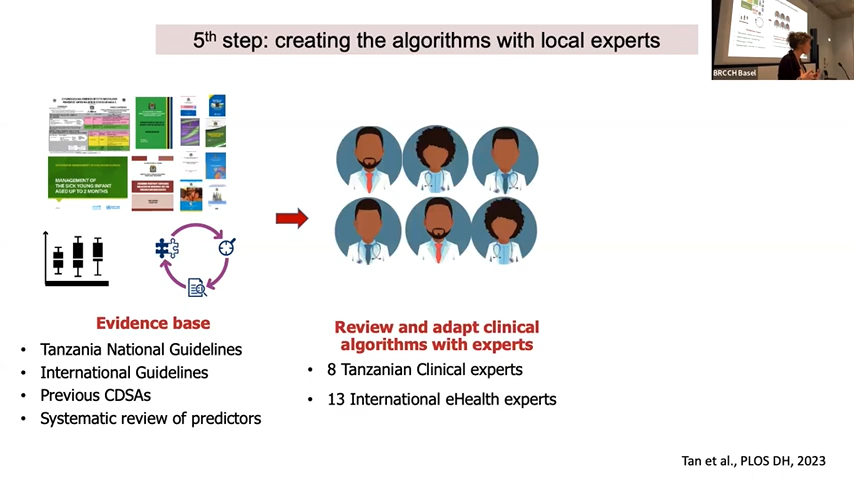 5th step: creating the algorithms with local experts
BRCCH Basel
MANAGEMENT OF
THE SICK YOUNG INFANT
AGED UP TO 2 MONTHS
Evidence base
• Tanzania National Guidelines
• International Guidelines
• Previous CDSAs
• Systematic review of predictors
Review and adapt clinical
algorithms with experts
• 8 Tanzanian Clinical experts
• 13 International eHealth experts
Tan et al., PLOS DH, 2023